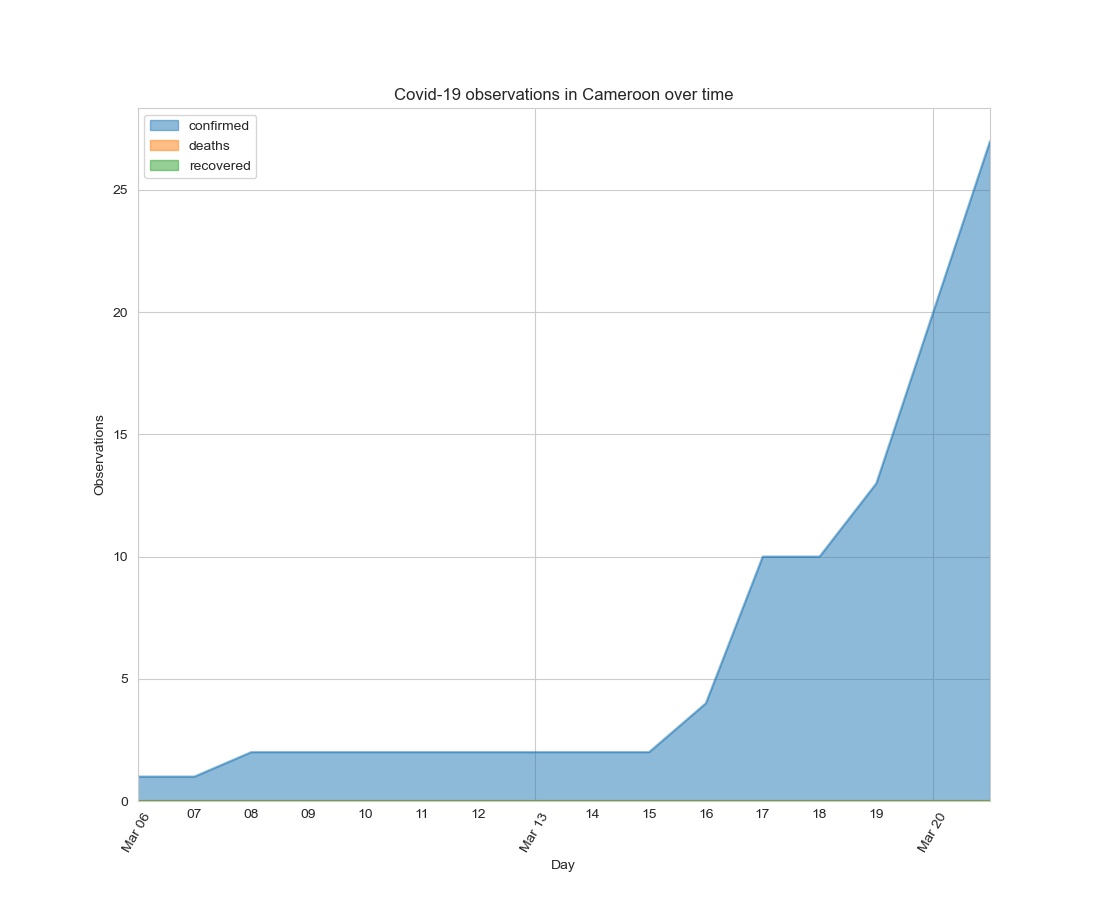 Covid-19 observations in Cameroon over time
confirmed
deaths
recovered
25
20
15
10
5
0
Observations
Mar 06
07
08
09
10
11
12
Mar 13
14
15
16
17
18
19
Mar 20
Day